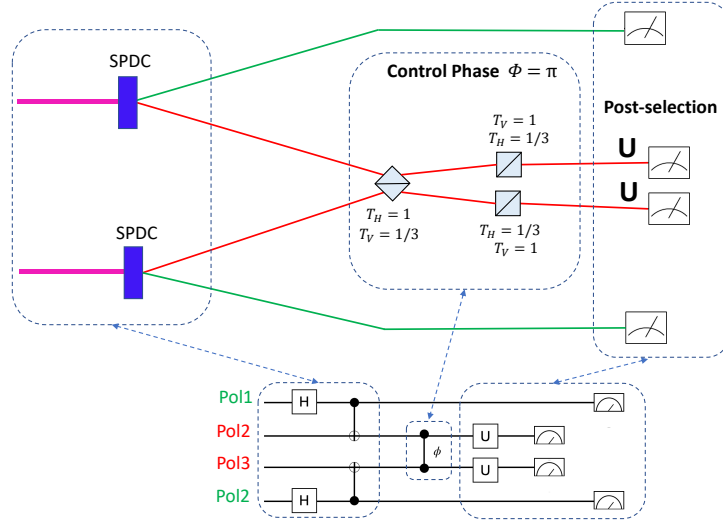 SPDC
Control Phase Φ = π
T_V = 1
T_H = 1/3
Post-selection
U
U
T_H = 1
T_V = 1/3
T_H = 1/3
T_V = 1
SPDC
Pol1
H
Pol2
U
ϕ
Pol3
U
Pol2
H